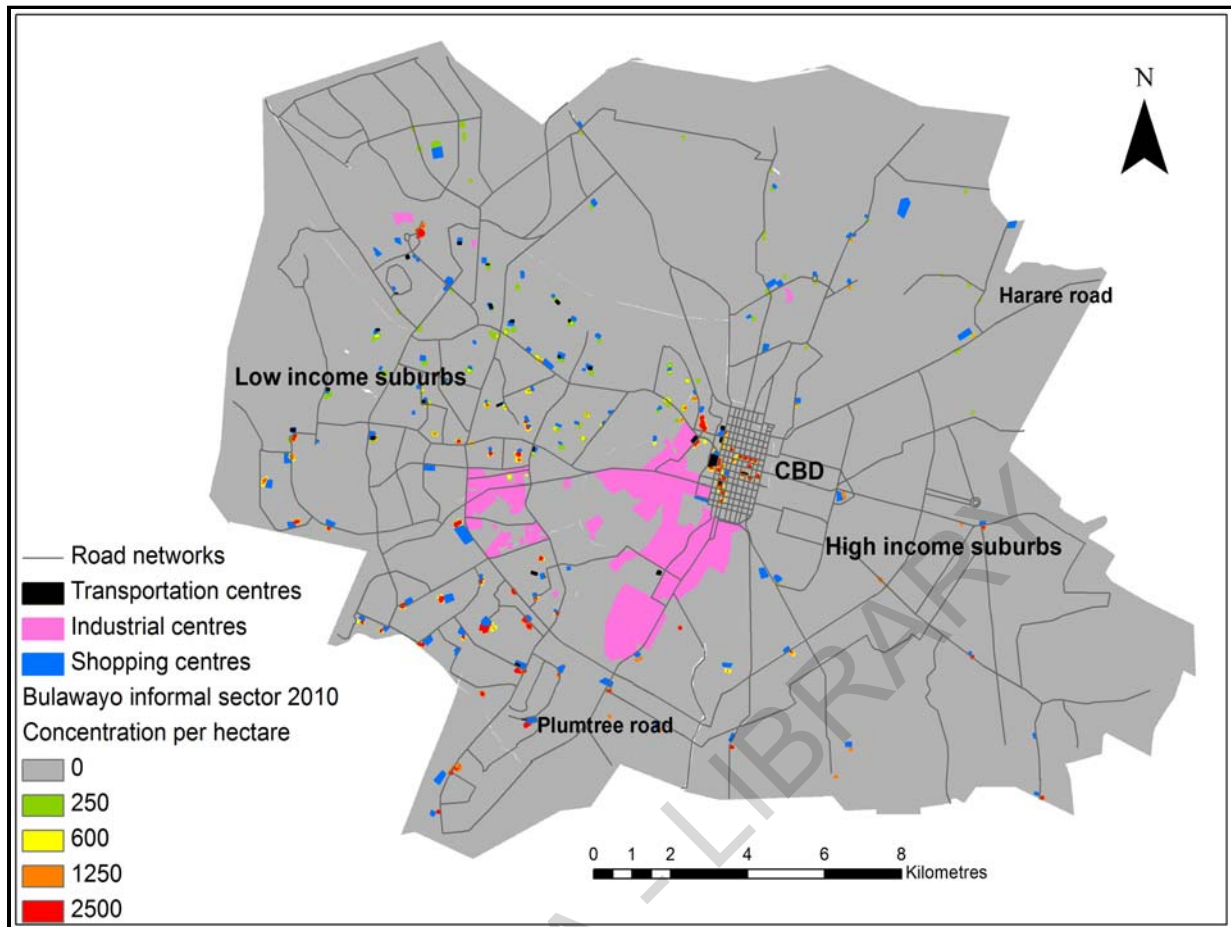 N
Harare road
Low income suburbs
CBD
High income suburbs
Plumtree road
Road networks
Transportation centres
Industrial centres
Shopping centres
Bulawayo informal sector 2010
Concentration per hectare
0
250
600
1250
2500
0 1 2 4 6 8
Kilometres
LIBRARY